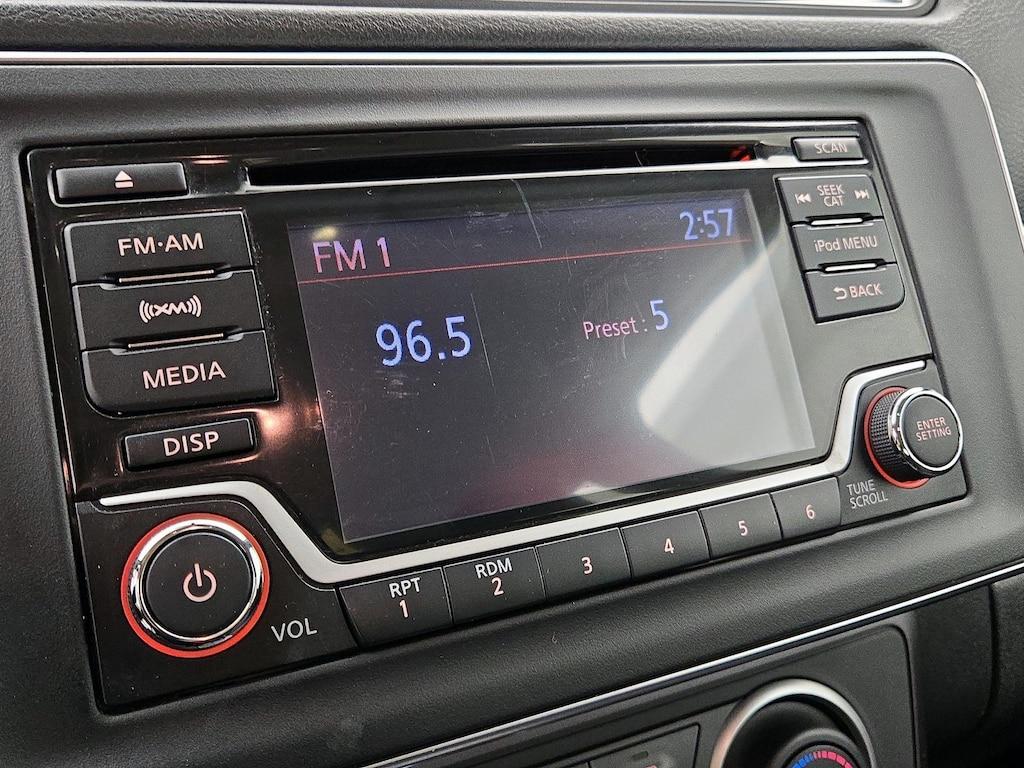 SCAN
FM·AM
XM
MEDIA
DISP
FM 1
2:57
96.5
Preset : 5
SEEK
CAT
iPod MENU
BACK
ENTER
SETTING
TUNE
SCROLL
VOL
RPT
1
RDM
2
3
4
5
6